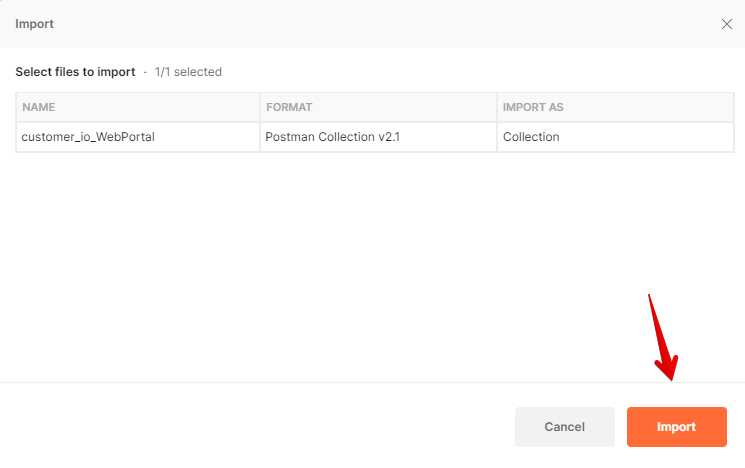 Import
Select files to import · 1/1 selected
NAME FORMAT IMPORT AS
customer_io_WebPortal Postman Collection v2.1 Collection
Cancel Import